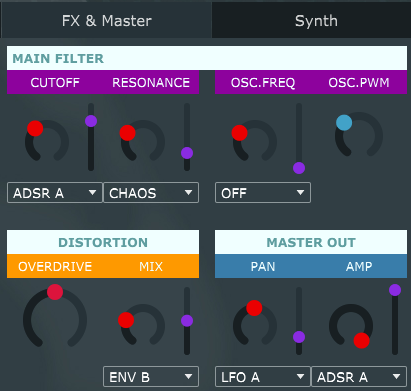 FX & Master Synth
MAIN FILTER
CUTOFF RESONANCE OSC.FREQ OSC.PWM
ADSR A CHAOS OFF
DISTORTION MASTER OUT
OVERDRIVE MIX PAN AMP
ENV B LFO A ADSR A